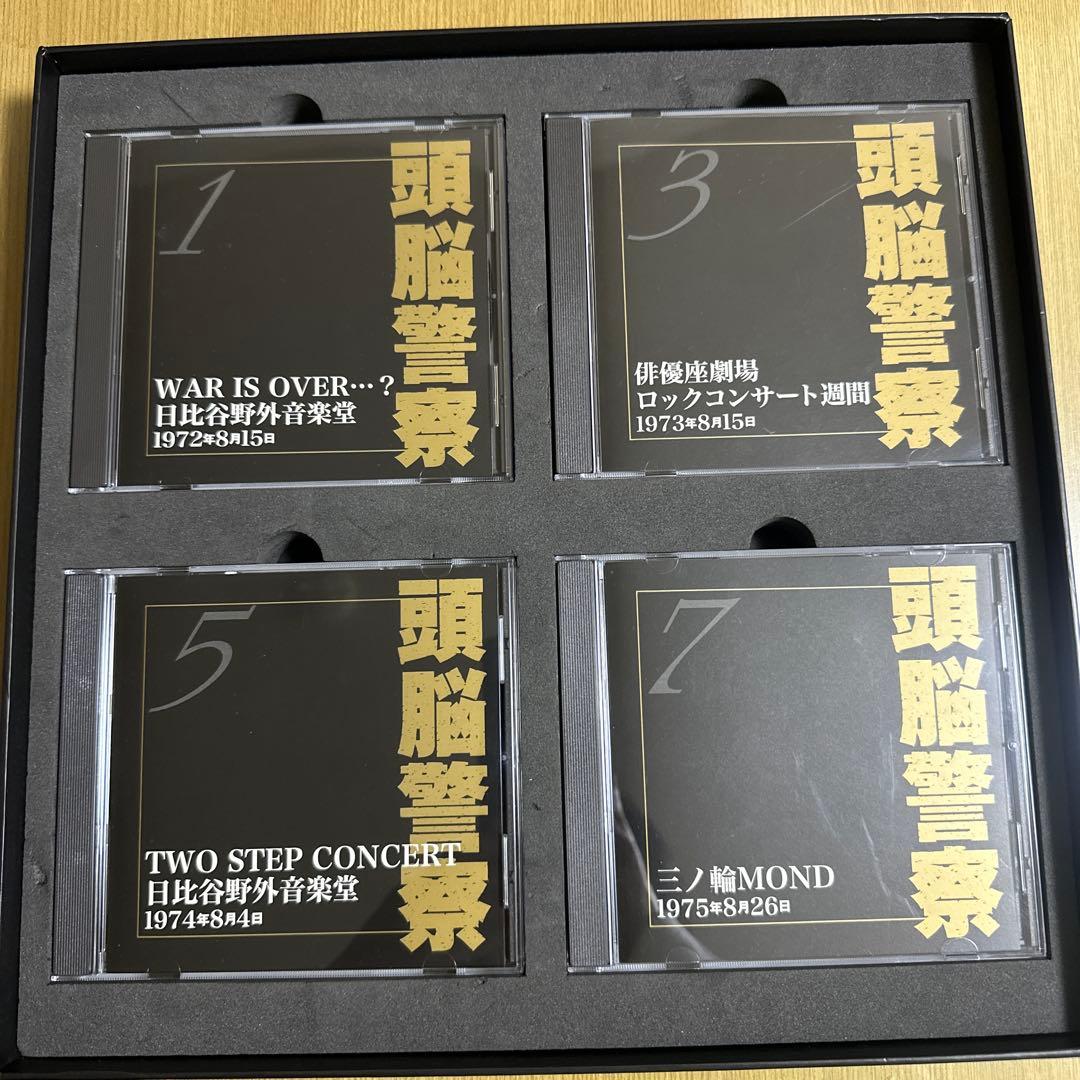 1
頭脳警察
WAR IS OVER…?
日比谷野外音楽堂
1972年8月15日
3
頭脳警察
俳優座劇場
ロックコンサート週間
1973年8月15日
5
頭脳警察
TWO STEP CONCERT
日比谷野外音楽堂
1974年8月4日
7
頭脳警察
三ノ輪MOND
1975年8月26日